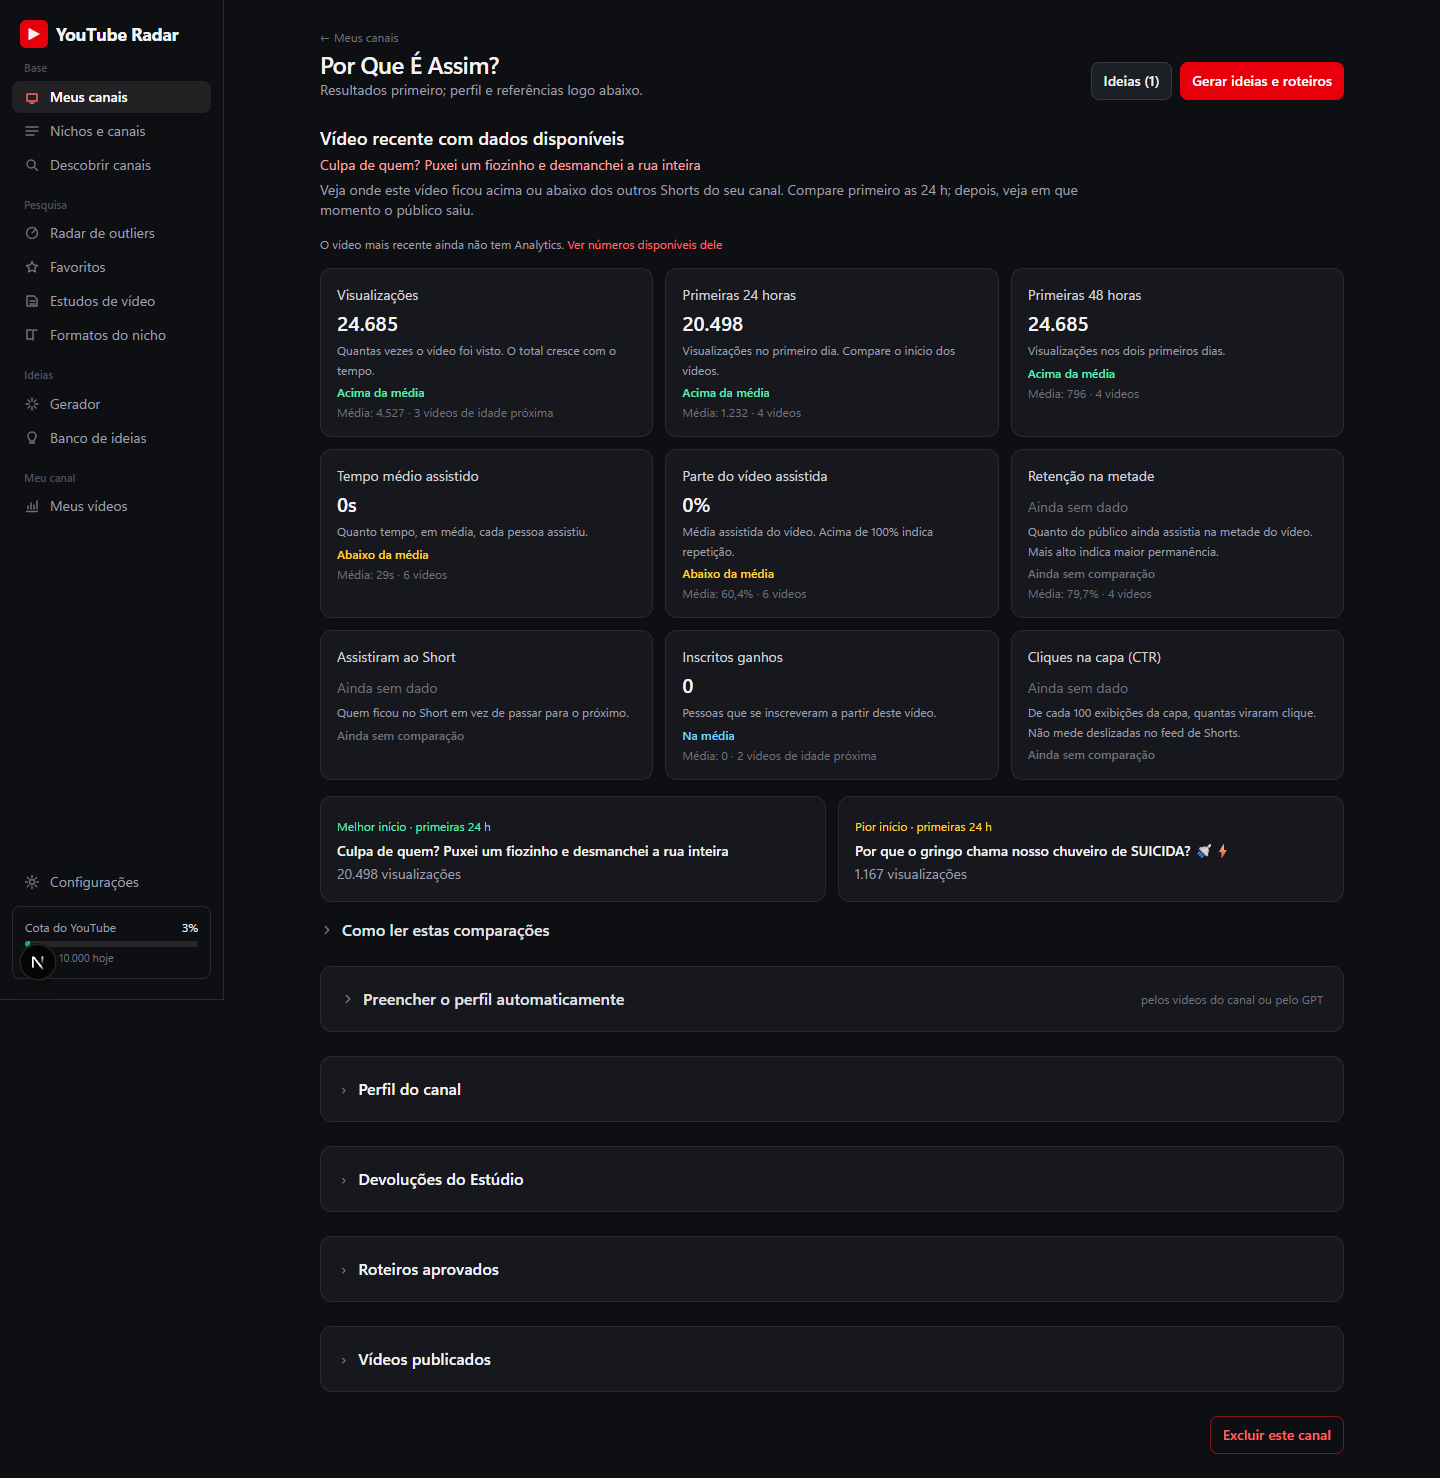 YouTube Radar
Base
Meus canais
Nichos e canais
Descobrir canais
Pesquisa
Radar de outliers
Favoritos
Estudos de vídeo
Formatos do nicho
Ideias
Gerador
Banco de ideias
Meu canal
Meus vídeos
Configurações
Cota do YouTube 3%
N
10.000 hoje
← Meus canais
Por Que É Assim?
Resultados primeiro; perfil e referências logo abaixo.
Ideias (1)
Gerar ideias e roteiros
Vídeo recente com dados disponíveis
Culpa de quem? Puxei um fiozinho e desmanchei a rua inteira
Veja onde este vídeo ficou acima ou abaixo dos outros Shorts do seu canal. Compare primeiro as 24 h; depois, veja em que
momento o público saiu.
O vídeo mais recente ainda não tem Analytics. Ver números disponíveis dele
Visualizações
24.685
Quantas vezes o vídeo foi visto. O total cresce com o
tempo.
Acima da média
Média: 4.527 · 3 vídeos de idade próxima
Primeiras 24 horas
20.498
Visualizações no primeiro dia. Compare o início dos
vídeos.
Acima da média
Média: 1.232 · 4 vídeos
Primeiras 48 horas
24.685
Visualizações nos dois primeiros dias.
Acima da média
Média: 796 · 4 vídeos
Tempo médio assistido
0s
Quanto tempo, em média, cada pessoa assistiu.
Abaixo da média
Média: 29s · 6 vídeos
Parte do vídeo assistida
0%
Média assistida do vídeo. Acima de 100% indica
repetição.
Abaixo da média
Média: 60,4% · 6 vídeos
Retenção na metade
Ainda sem dado
Quanto do público ainda assistia na metade do vídeo.
Mais alto indica maior permanência.
Ainda sem comparação
Média: 79,7% · 4 vídeos
Assistiram ao Short
Ainda sem dado
Quem ficou no Short em vez de passar para o próximo.
Ainda sem comparação
Inscritos ganhos
0
Pessoas que se inscreveram a partir deste vídeo.
Na média
Média: 0 · 2 vídeos de idade próxima
Cliques na capa (CTR)
Ainda sem dado
De cada 100 exibições da capa, quantas viraram clique.
Não mede deslizadas no feed de Shorts.
Ainda sem comparação
Melhor início · primeiras 24 h
Culpa de quem? Puxei um fiozinho e desmanchei a rua inteira
20.498 visualizações
Pior início · primeiras 24 h
Por que o gringo chama nosso chuveiro de SUICIDA? 🚿⚡
1.167 visualizações
Como ler estas comparações
Preencher o perfil automaticamente
pelos vídeos do canal ou pelo GPT
Perfil do canal
Devoluções do Estúdio
Roteiros aprovados
Vídeos publicados
Excluir este canal